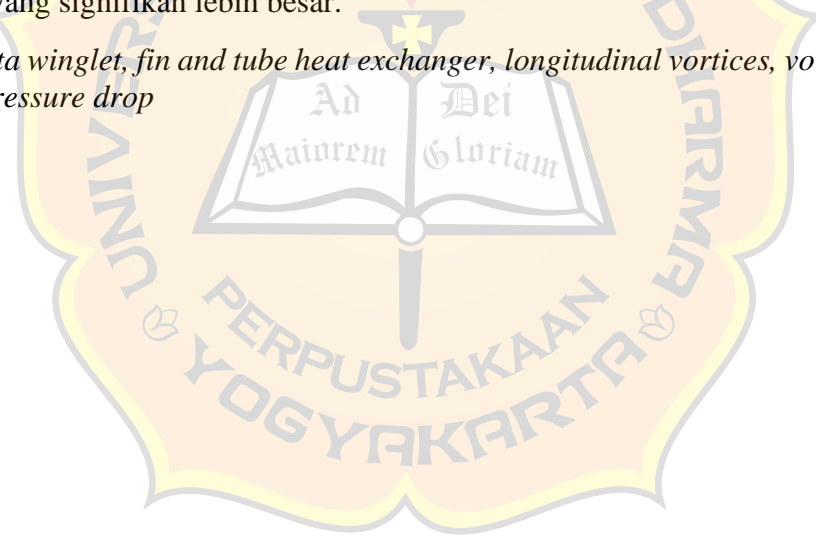 yang signifikan lebih besar.
ta winglet, fin and tube heat exchanger, longitudinal vortices, vo
ressure drop
Ad Dei
Maiorem Gloriam
DHARMA
PERPUSTAKAAN
YOGYAKARTA